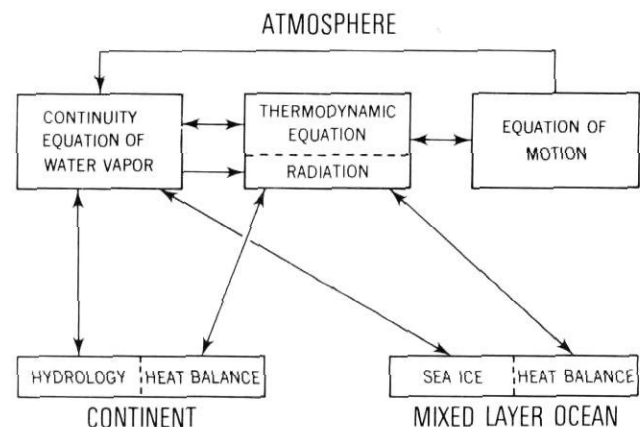 ATMOSPHERE
CONTINUITY
EQUATION OF
WATER VAPOR
THERMODYNAMIC
EQUATION
RADIATION
EQUATION OF
MOTION
HYDROLOGY
HEAT BALANCE
CONTINENT
SEA ICE
HEAT BALANCE
MIXED LAYER OCEAN